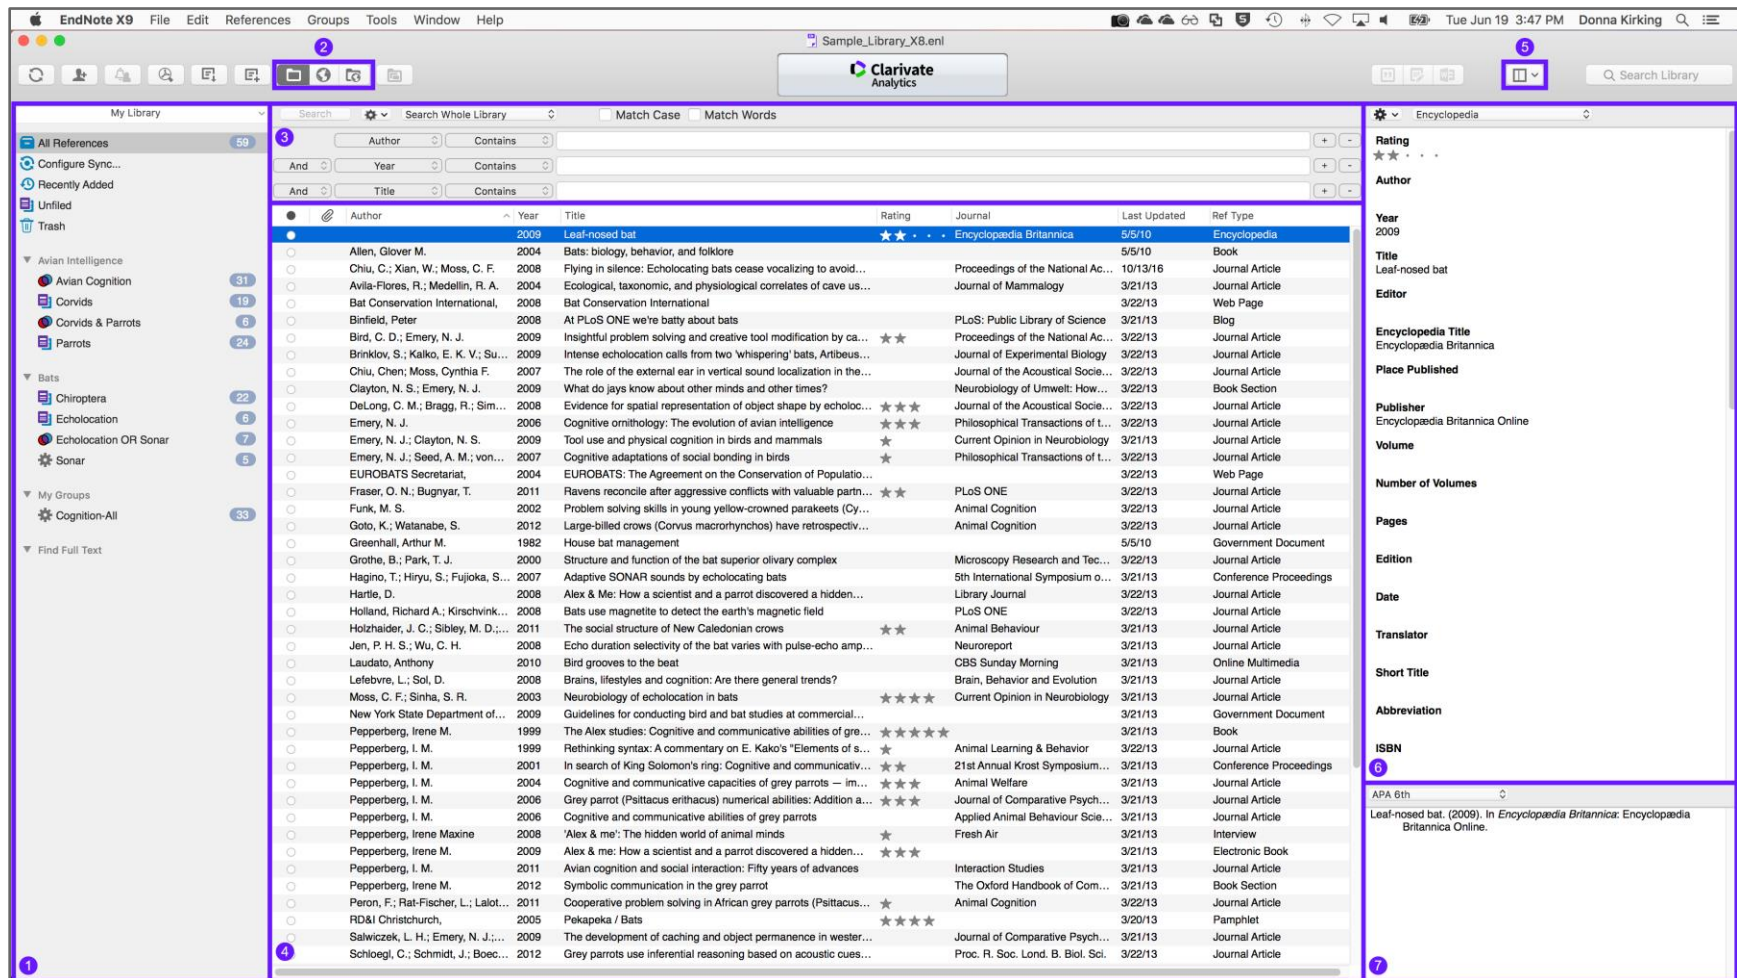 EndNote X9 File Edit References Groups Tools Window Help Tue Jun 19 3:47 PM Donna Kirking
Sample_Library_X8.enl
2
5
Clarivate
Analytics
Search Library
My Library
All References 59
Configure Sync...
Recently Added
Unfiled
Trash
Avian Intelligence
Avian Cognition 31
Corvids 19
Corvids & Parrots 6
Parrots 24
Bats
Chiroptera 22
Echolocation 6
Echolocation OR Sonar 7
Sonar 5
My Groups
Cognition-All 33
Find Full Text
1
Search Search Whole Library Match Case Match Words
3
Author Contains + -
And Year Contains + -
And Title Contains + -
Author Year Title Rating Journal Last Updated Ref Type
2009 Leaf-nosed bat Encyclopædia Britannica 5/5/10 Encyclopedia
Allen, Glover M. 2004 Bats: biology, behavior, and folklore 5/5/10 Book
Chiu, C.; Xian, W.; Moss, C. F. 2008 Flying in silence: Echolocating bats cease vocalizing to avoid... Proceedings of the National Ac... 10/13/16 Journal Article
Avila-Flores, R.; Medellin, R. A. 2004 Ecological, taxonomic, and physiological correlates of cave us... Journal of Mammalogy 3/21/13 Journal Article
Bat Conservation International, 2008 Bat Conservation International 3/22/13 Web Page
Binfield, Peter 2008 At PLoS ONE we're batty about bats PLoS: Public Library of Science 3/21/13 Blog
Bird, C. D.; Emery, N. J. 2009 Insightful problem solving and creative tool modification by ca... Proceedings of the National Ac... 3/22/13 Journal Article
Brinklov, S.; Kalko, E. K. V.; Su... 2009 Intense echolocation calls from two 'whispering' bats, Artibeus... Journal of Experimental Biology 3/21/13 Journal Article
Chiu, Chen; Moss, Cynthia F. 2007 The role of the external ear in vertical sound localization in the... Journal of the Acoustical Socie... 3/21/13 Journal Article
Clayton, N. S.; Emery, N. J. 2009 What do jays know about other minds and other times? Neurobiology of Umwelt: How... 3/22/13 Book Section
DeLong, C. M.; Bragg, R.; Sim... 2008 Evidence for spatial representation of object shape by echoloc... Journal of the Acoustical Socie... 3/22/13 Journal Article
Emery, N. J. 2006 Cognitive ornithology: The evolution of avian intelligence Philosophical Transactions of t... 3/22/13 Journal Article
Emery, N. J.; Clayton, N. S. 2009 Tool use and physical cognition in birds and mammals Current Opinion in Neurobiology 3/21/13 Journal Article
Emery, N. J.; Seed, A. M.; von... 2007 Cognitive adaptations of social bonding in birds Philosophical Transactions of t... 3/21/13 Journal Article
EUROBATS Secretariat, 2004 EUROBATS: The Agreement on the Conservation of Populatio... 3/22/13 Web Page
Fraser, O. N.; Bugnyar, T. 2011 Ravens reconcile after aggressive conflicts with valuable partn... PLoS ONE 3/22/13 Journal Article
Funk, M. S. 2002 Problem solving skills in young yellow-crowned parakeets (Cy... Animal Cognition 3/22/13 Journal Article
Goto, K.; Watanabe, S. 2012 Large-billed crows (Corvus macrorhynchos) have retrospectiv... Animal Cognition 3/22/13 Journal Article
Greenhall, Arthur M. 1982 House bat management 5/5/10 Government Document
Grothe, B.; Park, T. J. 2000 Structure and function of the bat superior olivary complex Microscopy Research and Tec... 3/22/13 Journal Article
Hagino, T.; Hiryu, S.; Fujioka, S... 2007 Adaptive SONAR sounds by echolocating bats 5th International Symposium o... 3/21/13 Conference Proceedings
Hartle, D. 2008 Alex & Me: How a scientist and a parrot discovered a hidden... Library Journal 3/21/13 Journal Article
Holland, Richard A.; Kirschvink... 2008 Bats use magnetite to detect the earth's magnetic field PLoS ONE 3/22/13 Journal Article
Holzhaider, J. C.; Sibley, M. D.;... 2011 The social structure of New Caledonian crows Animal Behaviour 3/21/13 Journal Article
Jen, P. H. S.; Wu, C. H. 2008 Echo duration selectivity of the bat varies with pulse-echo amp... Neuroreport 3/21/13 Journal Article
Laudato, Anthony 2010 Bird grooves to the beat CBS Sunday Morning 3/21/13 Online Multimedia
Lefebvre, L.; Sol, D. 2008 Brains, lifestyles and cognition: Are there general trends? Brain, Behavior and Evolution 3/21/13 Journal Article
Moss, C. F.; Sinha, S. R. 2003 Neurobiology of echolocation in bats Current Opinion in Neurobiology 3/21/13 Journal Article
New York State Department of... 2009 Guidelines for conducting bird and bat studies at commercial... 3/21/13 Government Document
Pepperberg, Irene M. 1999 The Alex studies: Cognitive and communicative abilities of gre... 3/21/13 Book
Pepperberg, I. M. 1999 Rethinking syntax: A commentary on E. Kako's "Elements of s... Animal Learning & Behavior 3/22/13 Journal Article
Pepperberg, I. M. 2001 In search of King Solomon's ring: Cognitive and communicativ... 21st Annual Krost Symposium... 3/21/13 Conference Proceedings
Pepperberg, I. M. 2004 Cognitive and communicative capacities of grey parrots — im... Animal Welfare 3/21/13 Journal Article
Pepperberg, I. M. 2006 Grey parrot (Psittacus erithacus) numerical abilities: Addition a... Journal of Comparative Psych... 3/21/13 Journal Article
Pepperberg, I. M. 2006 Cognitive and communicative abilities of grey parrots Applied Animal Behaviour Scie... 3/21/13 Journal Article
Pepperberg, Irene Maxine 2008 'Alex & me': The hidden world of animal minds Fresh Air 3/21/13 Interview
Pepperberg, Irene M. 2009 Alex & me: How a scientist and a parrot discovered a hidden... 3/21/13 Electronic Book
Pepperberg, I. M. 2011 Avian cognition and social interaction: Fifty years of advances Interaction Studies 3/21/13 Journal Article
Pepperberg, Irene M. 2012 Symbolic communication in the grey parrot The Oxford Handbook of Com... 3/21/13 Book Section
Peron, F.; Rat-Fischer, L.; Lalot... 2011 Cooperative problem solving in African grey parrots (Psittacus... Animal Cognition 3/22/13 Journal Article
RD&I Christchurch, 2005 Pekapeka / Bats 3/20/13 Pamphlet
Salwiczek, L. H.; Emery, N. J.;... 2009 The development of caching and object permanence in wester... Journal of Comparative Psych... 3/21/13 Journal Article
Schloegl, C.; Schmidt, J.; Boec... 2012 Grey parrots use inferential reasoning based on acoustic cues... Proc. R. Soc. Lond. B. Biol. Sci. 3/22/13 Journal Article
4
Encyclopedia
Rating
Author
Year
2009
Title
Leaf-nosed bat
Editor
Encyclopedia Title
Encyclopædia Britannica
Place Published
Publisher
Encyclopædia Britannica Online
Volume
Number of Volumes
Pages
Edition
Date
Translator
Short Title
Abbreviation
ISBN
6
APA 6th
Leaf-nosed bat. (2009). In Encyclopædia Britannica: Encyclopædia
Britannica Online.
7